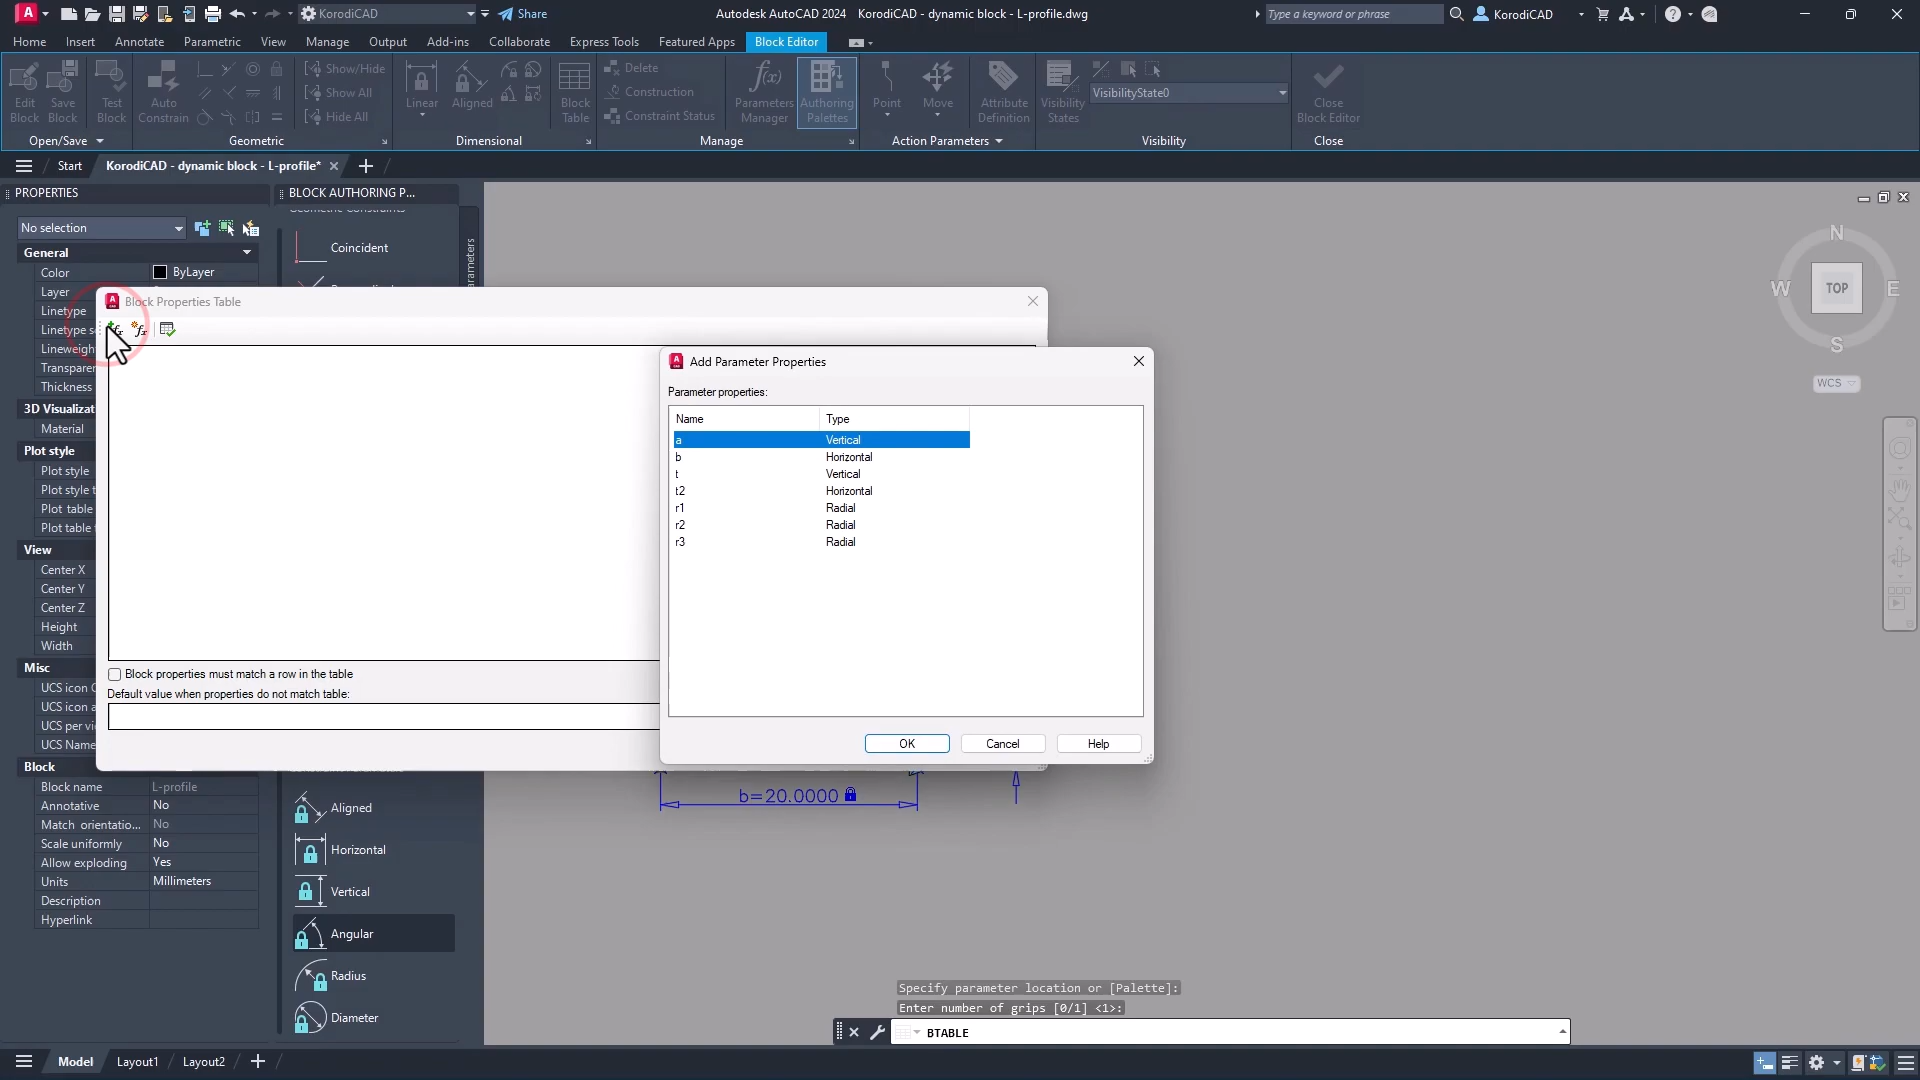 KorodiCAD
Share
Autodesk AutoCAD 2024 KorodiCAD - dynamic block - L-profile.dwg
Type a keyword or phrase
KorodiCAD
Home Insert Annotate Parametric View Manage Output Add-ins Collaborate Express Tools Featured Apps Block Editor
Edit Block
Save Block
Test Block
Auto Constrain
Show/Hide
Show All
Hide All
Linear
Aligned
Block Table
Delete
Construction
Constraint Status
Parameters Manager
Authoring Palettes
Point
Move
Attribute Definition
Visibility States
VisibilityState0
Close Block Editor
Open/Save Geometric Dimensional Manage Action Parameters Visibility Close
Start KorodiCAD - dynamic block - L-profile*
PROPERTIES
BLOCK AUTHORING P...
No selection
General
Color ByLayer
Layer
Linetype
Linetype s
Lineweigh
Transparen
Thickness
3D Visualizat
Material
Plot style
Plot style
Plot style t
Plot table
Plot table
View
Center X
Center Y
Center Z
Height
Width
Misc
UCS icon
UCS icon a
UCS per vi
UCS Name
Block
Block name L-profile
Annotative No
Match orientatio... No
Scale uniformly No
Allow exploding Yes
Units Millimeters
Description
Hyperlink
Coincident
Aligned
Horizontal
Vertical
Angular
Radius
Diameter
Block Properties Table
Block properties must match a row in the table
Default value when properties do not match table:
Add Parameter Properties
Parameter properties:
Name Type
a Vertical
b Horizontal
t Vertical
t2 Horizontal
r1 Radial
r2 Radial
r3 Radial
OK Cancel Help
b=20.0000
N
W TOP E
S
WCS
Specify parameter location or [Palette]:
Enter number of grips [0/1] <1>:
BTABLE
Model Layout1 Layout2